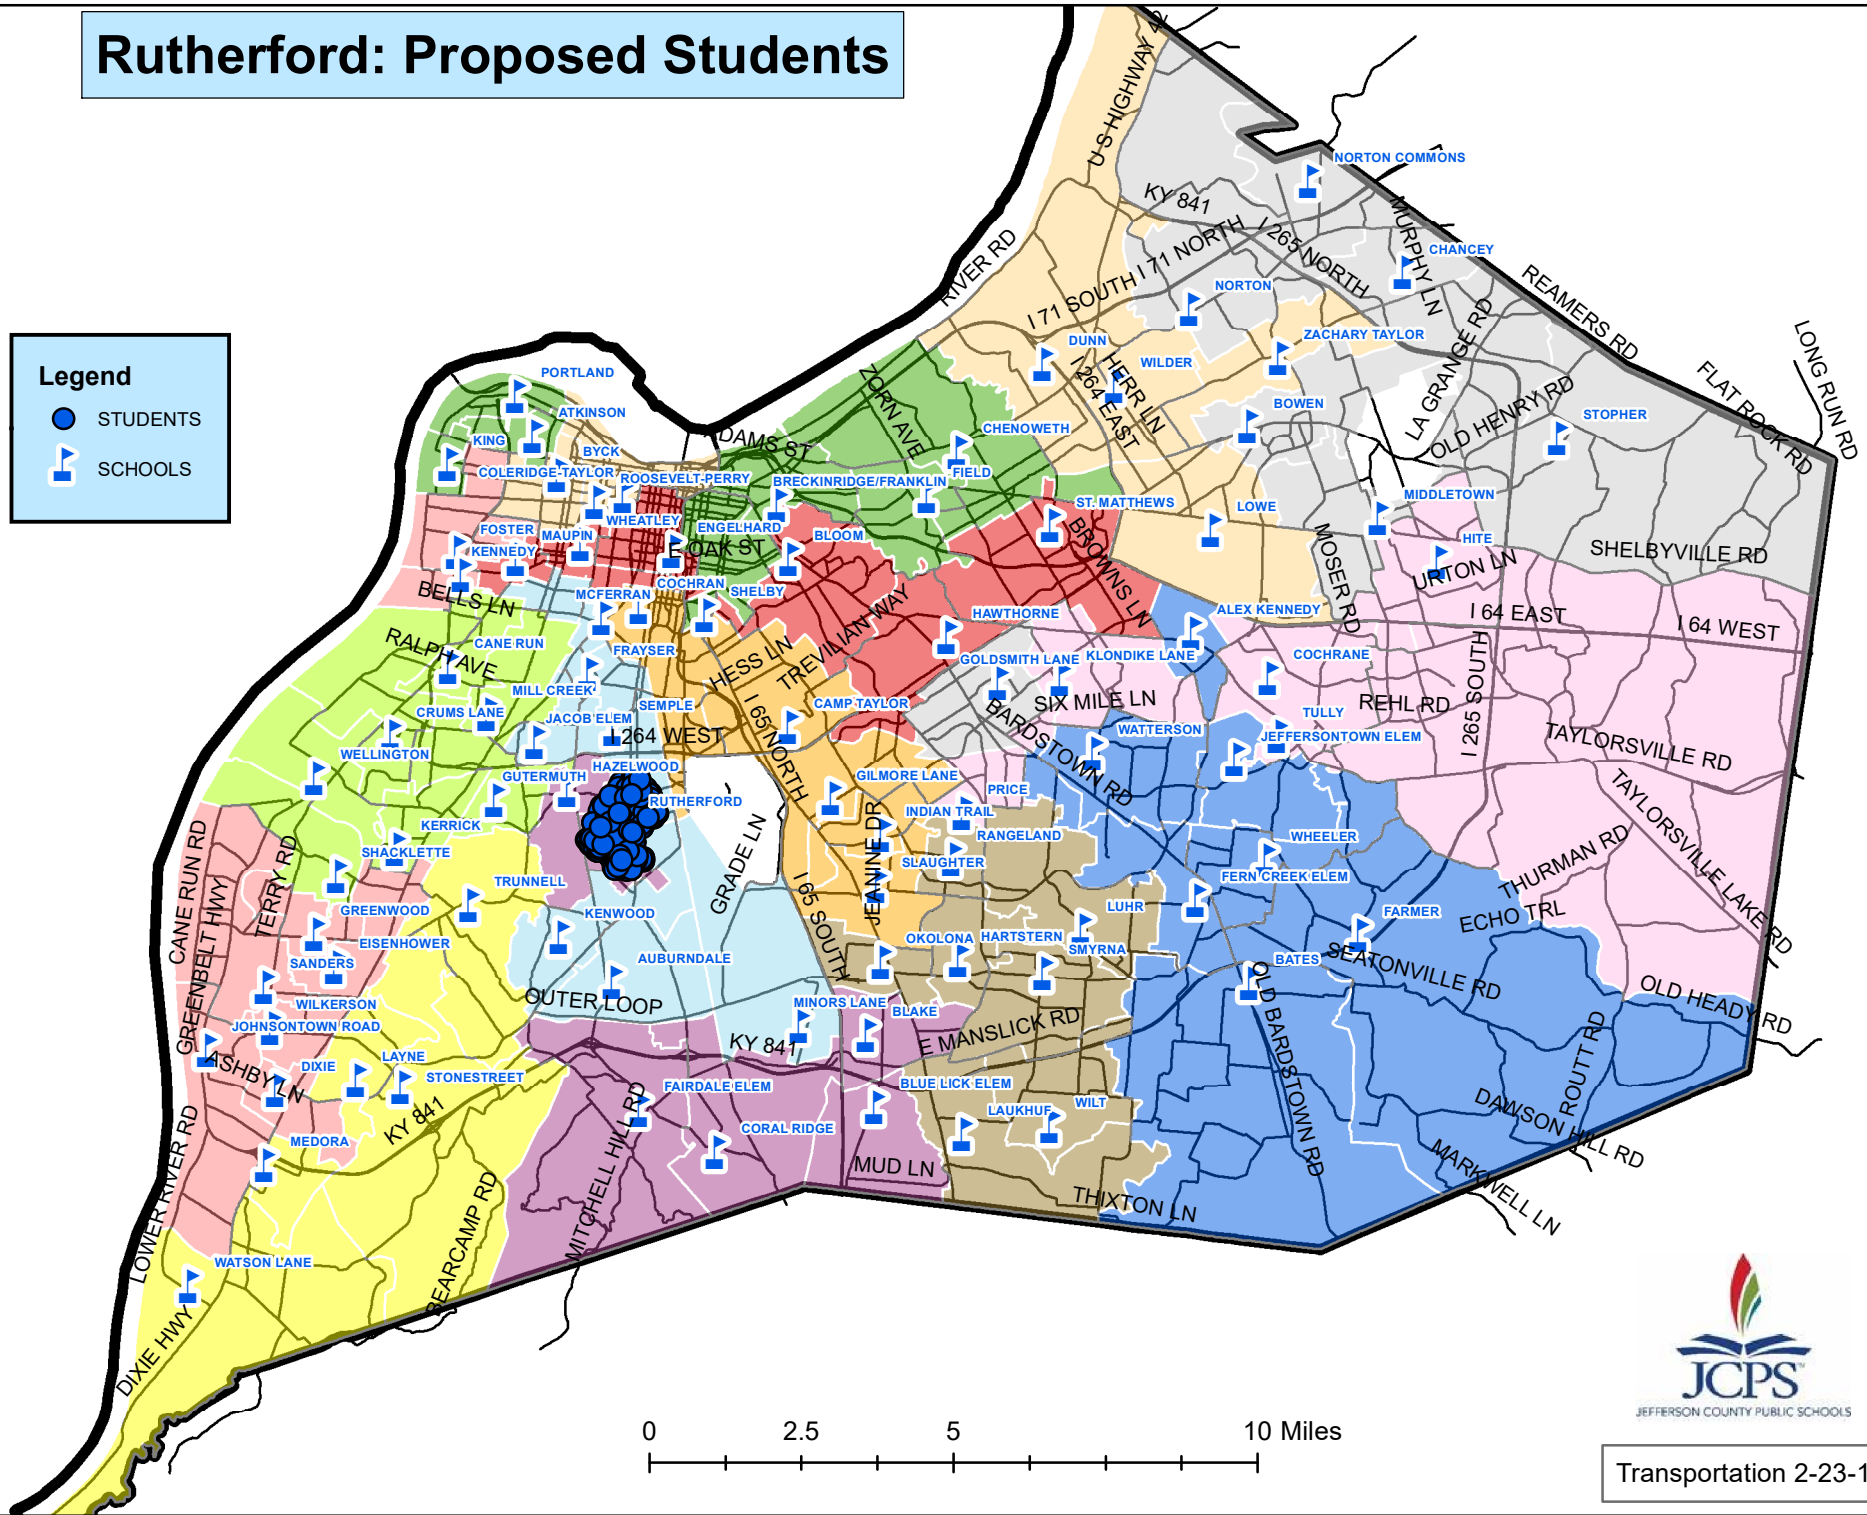 Rutherford: Proposed Students
U S HIGHWAY 42
NORTON COMMONS
KY 841
MURPHY LN
I 265 NORTH
I 71 NORTH
CHANCEY
RIVER RD
REAMERS RD
I 71 SOUTH
NORTON
LONG RUN RD
LA GRANGE RD
ZACHARY TAYLOR
DUNN
WILDER
HERR LN
I 264 EAST
FLAT ROCK RD
Legend
STUDENTS
SCHOOLS
PORTLAND
ZORN AVE
OLD HENRY RD
BOWEN
STOPHER
ATKINSON
CHENOWETH
ADAMS ST
KING
BYCK
COLERIDGE-TAYLOR
ROOSEVELT-PERRY
BRECKINRIDGE/FRANKLIN
FIELD
ST. MATTHEWS
LOWE
MIDDLETOWN
WHEATLEY
ENGELHARD
BLOOM
FOSTER
MAUPIN
E OAK ST
BROWNS LN
MOSER RD
HITE
SHELBYVILLE RD
KENNEDY
URTON LN
BELLS LN
COCHRAN
SHELBY
MCFERRAN
TREVILIAN WAY
HAWTHORNE
ALEX KENNEDY
I 64 EAST
I 64 WEST
RALPH AVE
CANE RUN
FRAYSER
HESS LN
GOLDSMITH LANE
KLONDIKE LANE
COCHRANE
I 265 SOUTH
MILL CREEK
SEMPLE
CAMP TAYLOR
SIX MILE LN
REHL RD
CRUMS LANE
JACOB ELEM
I 65 NORTH
BARDSTOWN RD
WATTERSON
TULLY
JEFFERSONTOWN ELEM
TAYLORSVILLE RD
I 264 WEST
WELLINGTON
HAZELWOOD
GUTERMUTH
GILMORE LANE
PRICE
RUTHERFORD
INDIAN TRAIL
TAYLORSVILLE LAKE RD
KERRICK
GRADE LN
JEANINE DR
RANGELAND
WHEELER
THURMAN RD
CANE RUN RD
TERRY RD
SHACKLETTE
SLAUGHTER
FERN CREEK ELEM
TRUNNELL
GREENBELT HWY
GREENWOOD
KENWOOD
I 65 SOUTH
LUHR
FARMER
ECHO TRL
EISENHOWER
OKOLONA
HARTSTERN
SMYRNA
SANDERS
AUBURNDALE
BATES
SEATONVILLE RD
OLD HEADY RD
WILKERSON
OUTER LOOP
MINORS LANE
BLAKE
JOHNSONTOWN ROAD
KY 841
E MANSLICK RD
OLD BARDSTOWN RD
ROUTT RD
ASHBY LN
DIXIE
LAYNE
STONESTREET
FAIRDALE ELEM
BLUE LICK ELEM
LAUKHUF
WILT
DAWSON HILL RD
KY 841
MITCHELL HILL RD
CORAL RIDGE
MEDORA
LOWER RIVER RD
MUD LN
MARKWELL LN
BEARCAMP RD
THIXTON LN
WATSON LANE
DIXIE HWY
JCPS
JEFFERSON COUNTY PUBLIC SCHOOLS
0 2.5 5 10 Miles
Transportation 2-23-1